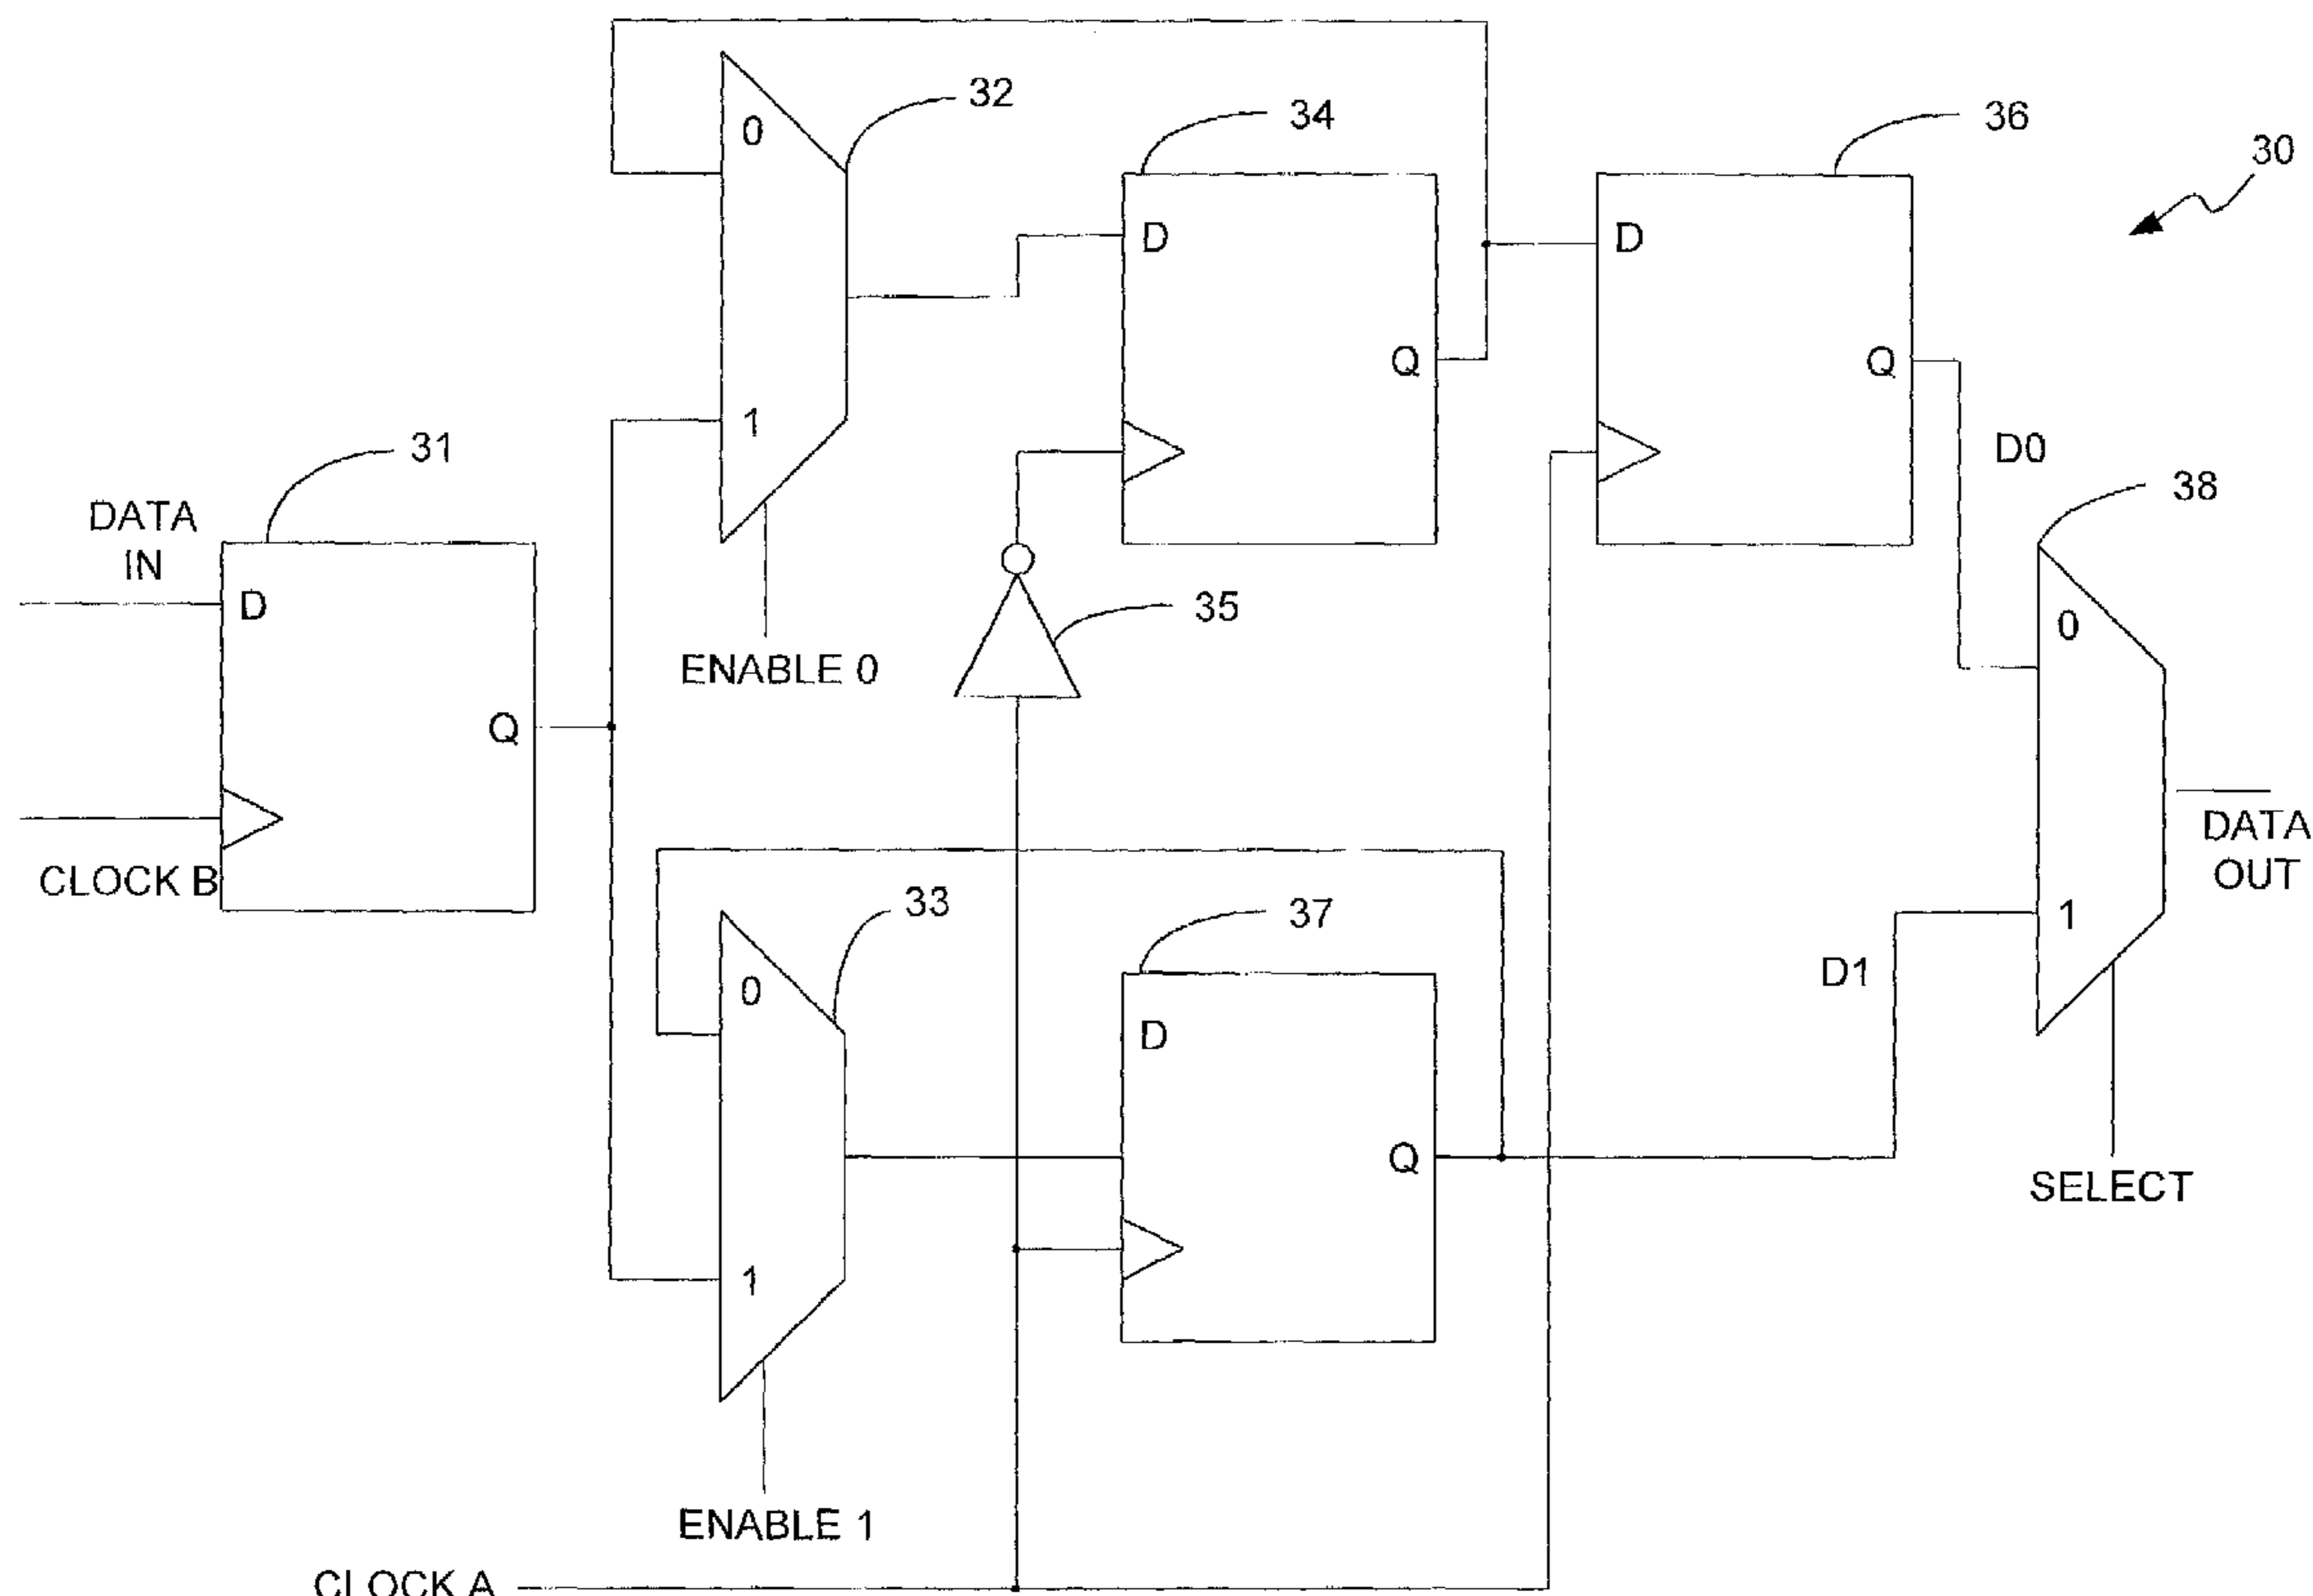 32
0
34
36
30
D
D
Q
Q
1
31
D0
38
DATA
IN
D
35
0
ENABLE 0
Q
DATA
OUT
CLOCK B
33
37
1
0
D1
D
Q
SELECT
1
ENABLE 1
CLOCK A